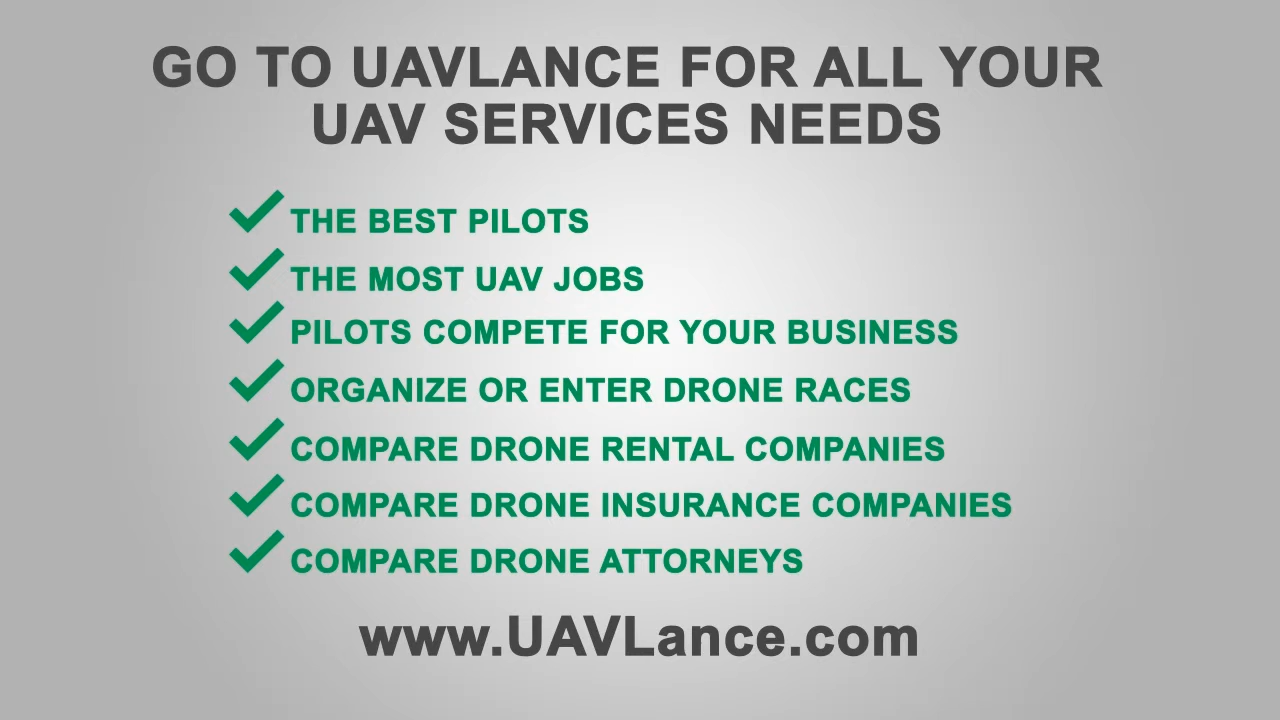 GO TO UAVLANCE FOR ALL YOUR
UAV SERVICES NEEDS
THE BEST PILOTS
THE MOST UAV JOBS
PILOTS COMPETE FOR YOUR BUSINESS
ORGANIZE OR ENTER DRONE RACES
COMPARE DRONE RENTAL COMPANIES
COMPARE DRONE INSURANCE COMPANIES
COMPARE DRONE ATTORNEYS
www.UAVLance.com